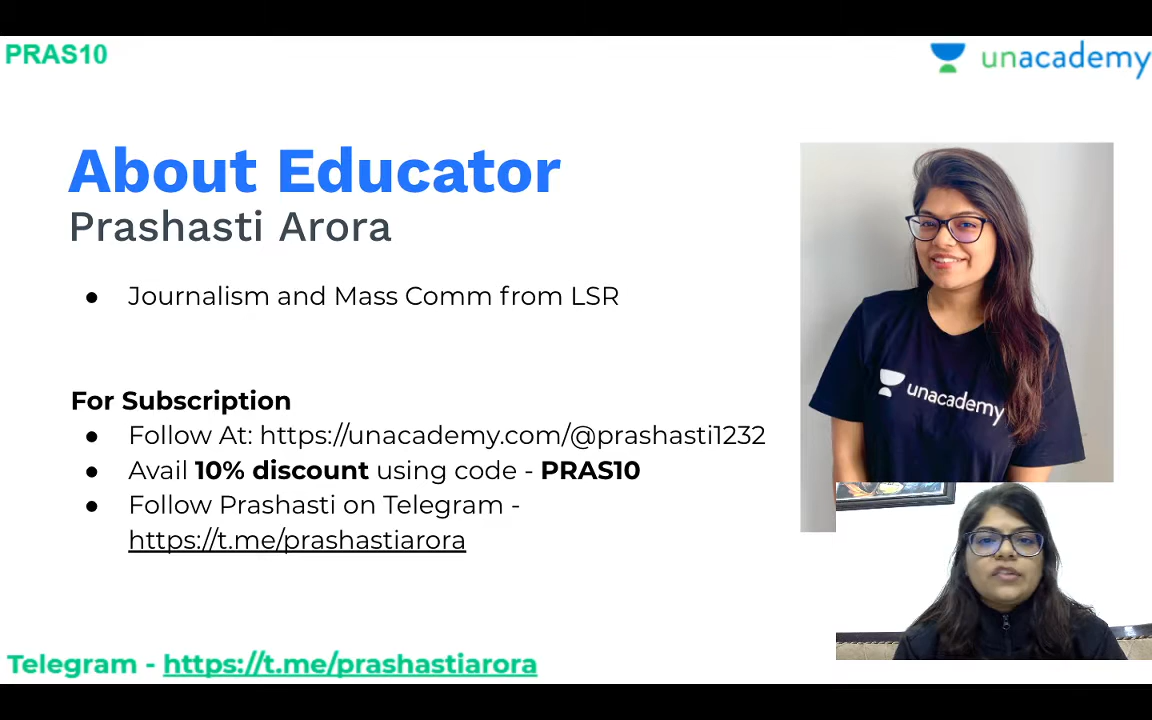 PRAS10
unacademy
About Educator
Prashasti Arora
● Journalism and Mass Comm from LSR
unacademy
For Subscription
● Follow At: https://unacademy.com/@prashasti1232
● Avail 10% discount using code - PRAS10
● Follow Prashasti on Telegram -
https://t.me/prashastiarora
Telegram - https://t.me/prashastiarora